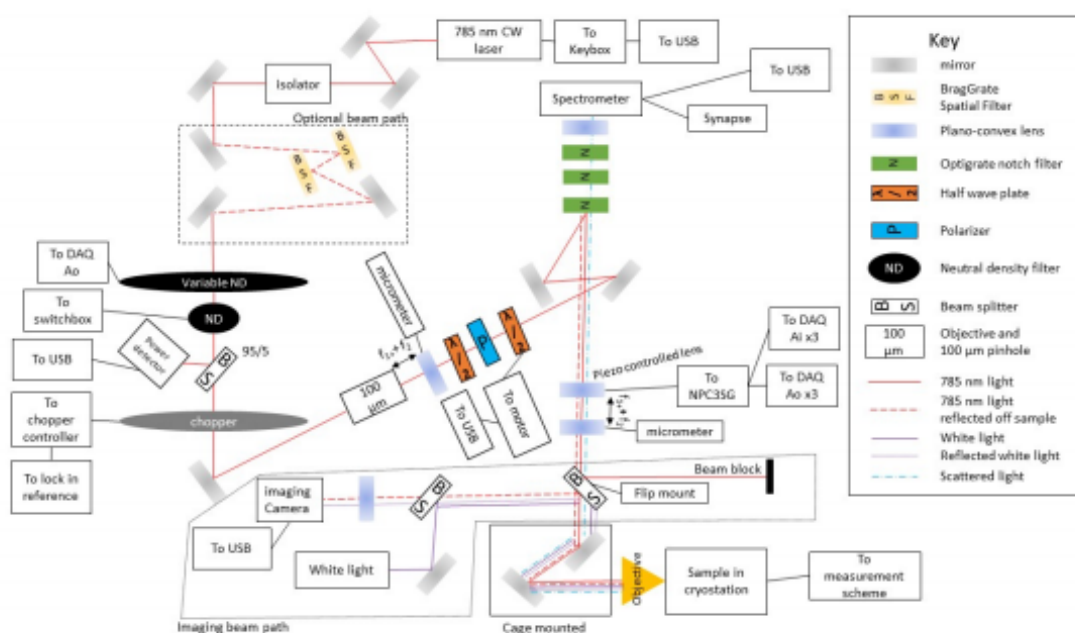 785 nm CW
laser
To
Keybox
To USB
Isolator
Optional beam path
B S F
B S F
Spectrometer
To USB
Synapse
N
N
N
To DAQ
Ao
Variable ND
To
switchbox
ND
To USB
Power
detector
B S
95/5
To
chopper
controller
chopper
To lock in
reference
micrometer
f₁+f₂
100
μm
λ/2
P
λ/2
To USB
To motor
Piezo controlled lens
To
NPC3SG
To DAQ
Ai x3
To DAQ
Ao x3
micrometer
Beam block
B S
Flip mount
imaging
Camera
B S
To USB
White light
Imaging beam path
Cage mounted
Objective
Sample in
cryostation
To
measurement
scheme
Key
mirror
B S F
BragGrate
Spatial Filter
Plano-convex lens
N
Optigrate notch filter
λ/2
Half wave plate
P
Polarizer
ND
Neutral density filter
B S
Beam splitter
100
μm
Objective and
100 μm pinhole
785 nm light
785 nm light
reflected off sample
White light
Reflected white light
Scattered light